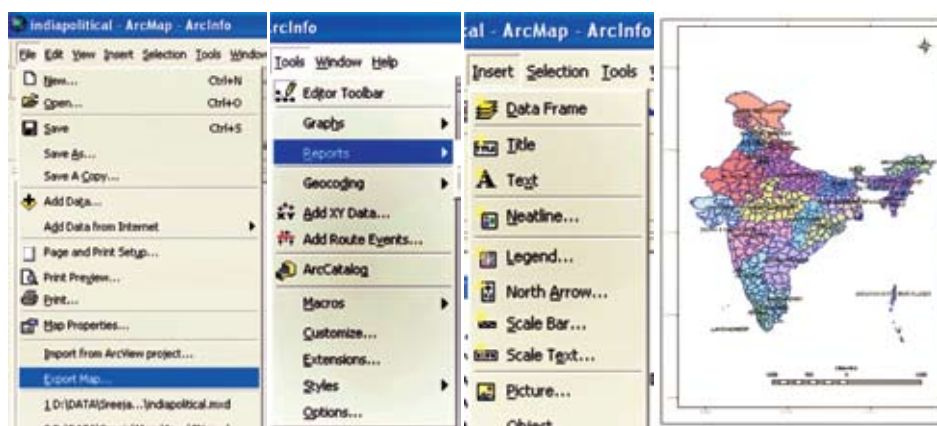 indiapolitical - ArcMap - ArcInfo
File Edit View Insert Selection Tools Window
New... Ctrl+N
Open... Ctrl+O
Save Ctrl+S
Save As...
Save A Copy...
Add Data...
Add Data from Internet
Page and Print Setup...
Print Preview...
Print...
Map Properties...
Import from ArcView project...
Export Map...
1 D:\DATA\Sreeja...\indiapolitical.mxd
rcInfo
Tools Window Help
Editor Toolbar
Graphs
Reports
Geocoding
Add XY Data...
Add Route Events...
ArcCatalog
Macros
Customize...
Extensions...
Styles
Options...
cal - ArcMap - ArcInfo
Insert Selection Tools
Data Frame
Title
Text
Neatline...
Legend...
North Arrow...
Scale Bar...
Scale Text...
Picture...
Object